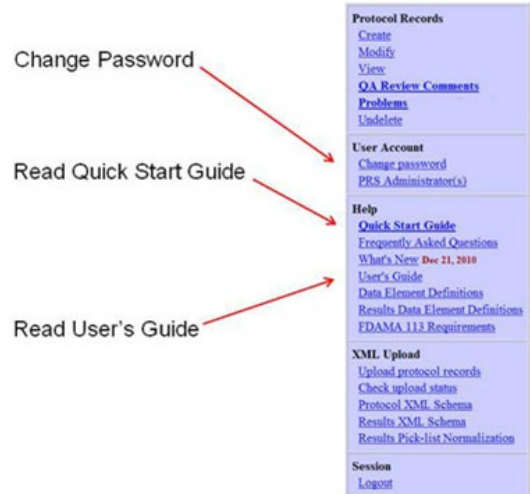 Change Password
Read Quick Start Guide
Read User's Guide
Protocol Records
Create
Modify
View
QA Review Comments
Problems
Undelete
User Account
Change password
PRS Administrator(s)
Help
Quick Start Guide
Frequently Asked Questions
What's New Dec 21, 2010
User's Guide
Data Element Definitions
Results Data Element Definitions
FDAMA 113 Requirements
XML Upload
Upload protocol records
Check upload status
Protocol XML Schema
Results XML Schema
Results Pick-list Normalization
Session
Logout